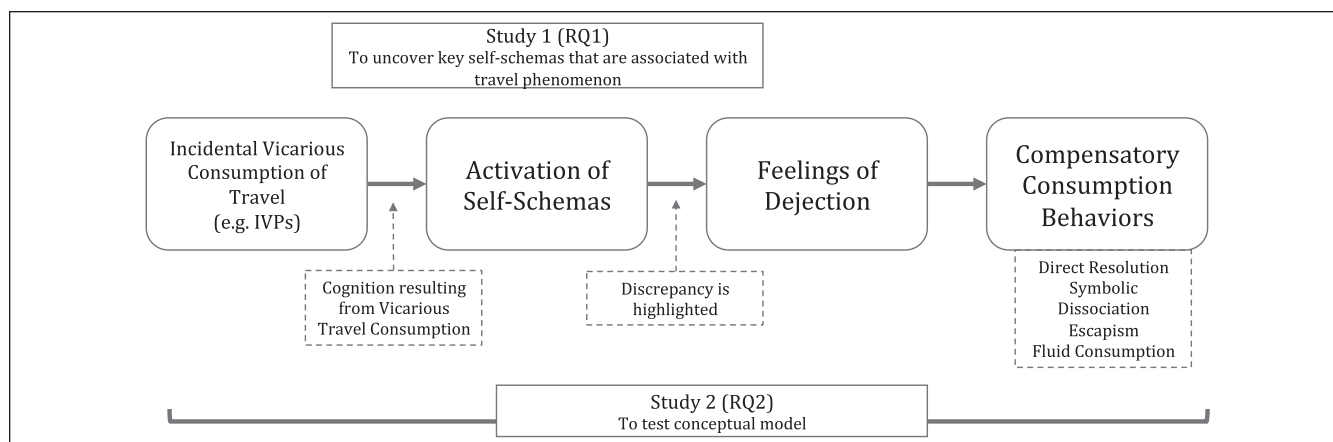 Study 1 (RQ1)
To uncover key self-schemas that are associated with
travel phenomenon
Incidental Vicarious
Consumption of
Travel
(e.g. IVPs)
Activation of
Self-Schemas
Feelings of
Dejection
Compensatory
Consumption
Behaviors
Cognition resulting
from Vicarious
Travel Consumption
Discrepancy is
highlighted
Direct Resolution
Symbolic
Dissociation
Escapism
Fluid Consumption
Study 2 (RQ2)
To test conceptual model